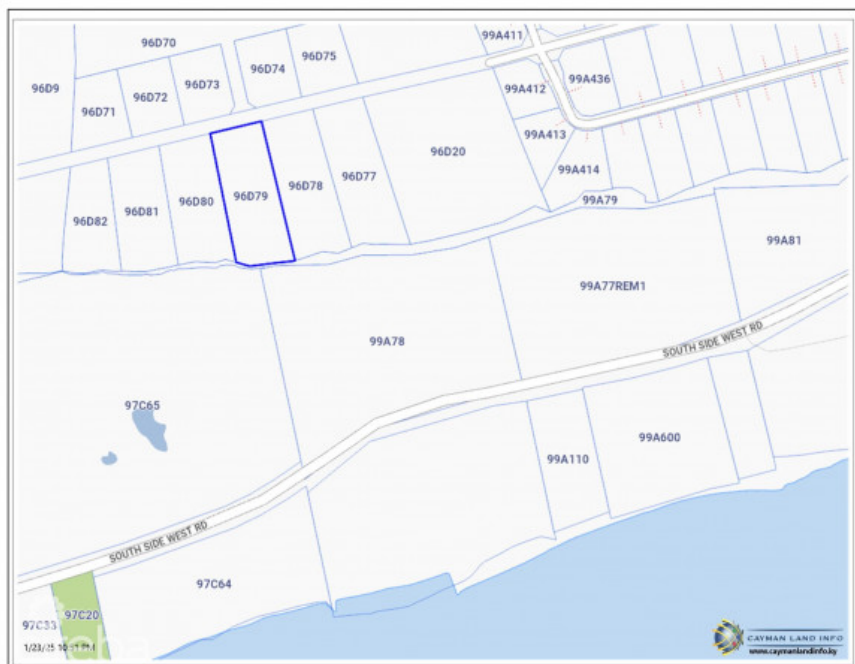 99A411
96D70
96D75
96D74
99A436
96D73
96D9
99A412
96D72
96D71
99A413
96D20
99A414
96D77
96D78
96D79
96D80
99A79
96D81
96D82
99A81
99A77REM1
SOUTH SIDE WEST RD
99A78
97C65
99A600
99A110
SOUTH SIDE WEST RD
97C64
97C20
97C33
CAYMAN LAND INFO
www.caymanlandinfo.ky